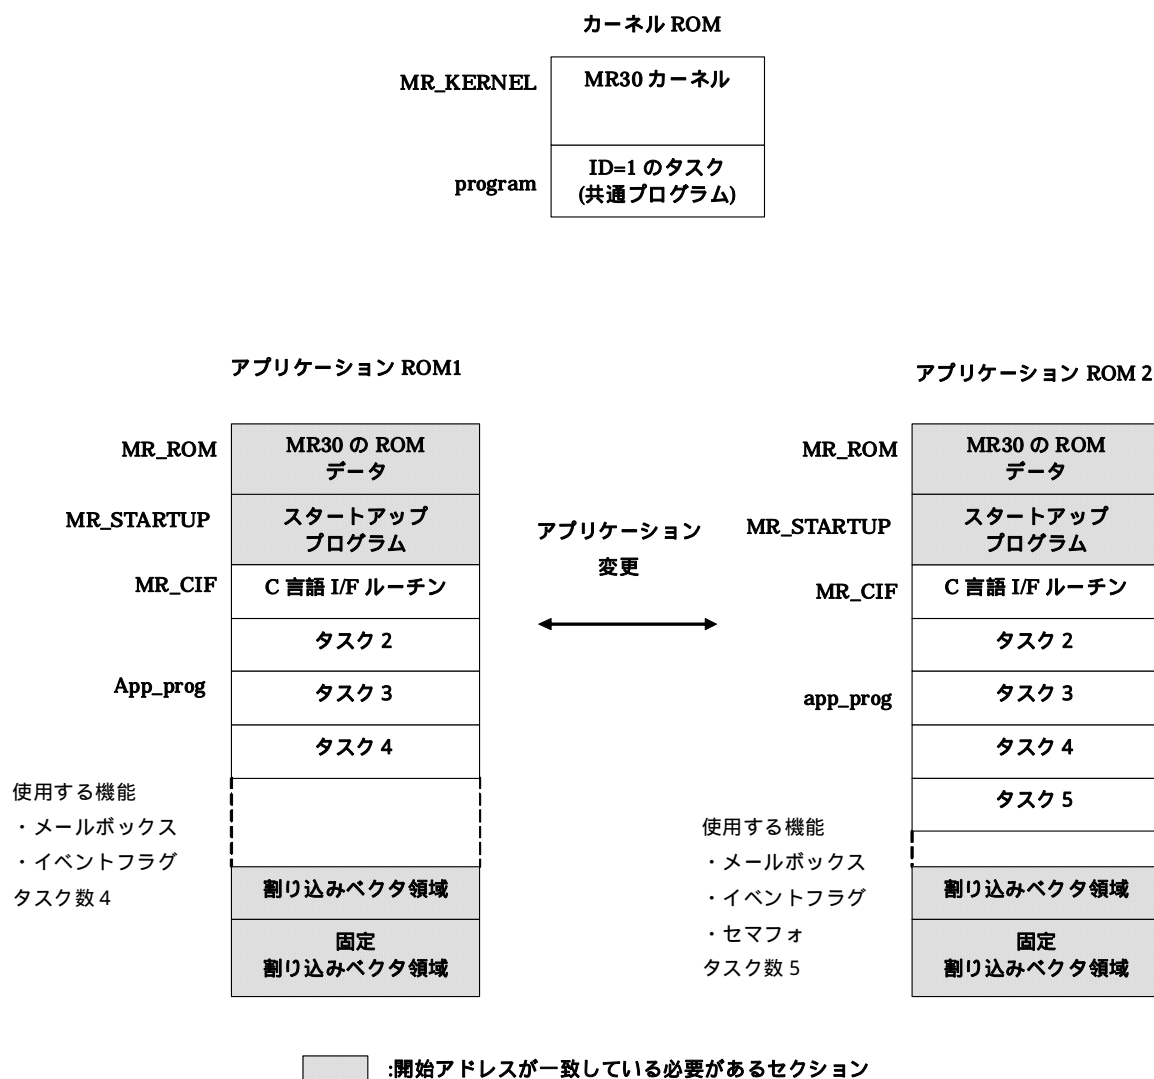 カーネル ROM
MR_KERNEL
MR30 カーネル
program
ID=1 のタスク
(共通プログラム)
アプリケーション ROM1
MR_ROM
MR30 の ROM
データ
MR_STARTUP
スタートアップ
プログラム
MR_CIF
C 言語 I/F ルーチン
タスク 2
App_prog
タスク 3
タスク 4
使用する機能
・メールボックス
・イベントフラグ
タスク数 4
割り込みベクタ領域
固定
割り込みベクタ領域
アプリケーション
変更
アプリケーション ROM 2
MR_ROM
MR30 の ROM
データ
MR_STARTUP
スタートアップ
プログラム
MR_CIF
C 言語 I/F ルーチン
タスク 2
app_prog
タスク 3
タスク 4
タスク 5
使用する機能
・メールボックス
・イベントフラグ
・セマフォ
タスク数 5
割り込みベクタ領域
固定
割り込みベクタ領域
:開始アドレスが一致している必要があるセクション